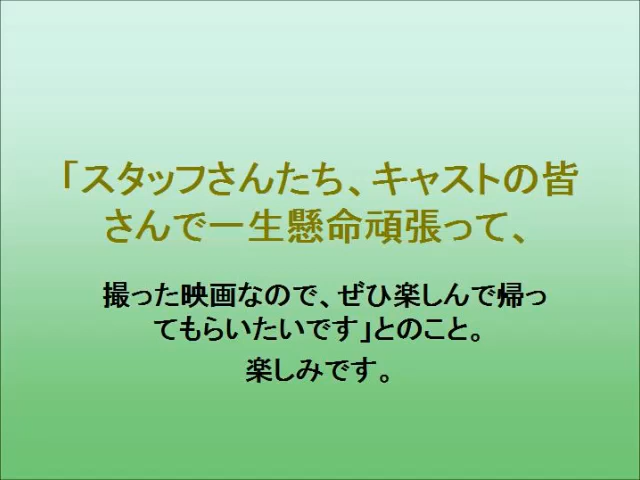 「スタッフさんたち、キャストの皆
さんで一生懸命頑張って、
撮った映画なので、ぜひ楽しんで帰っ
てもらいたいです」とのこと。
楽しみです。